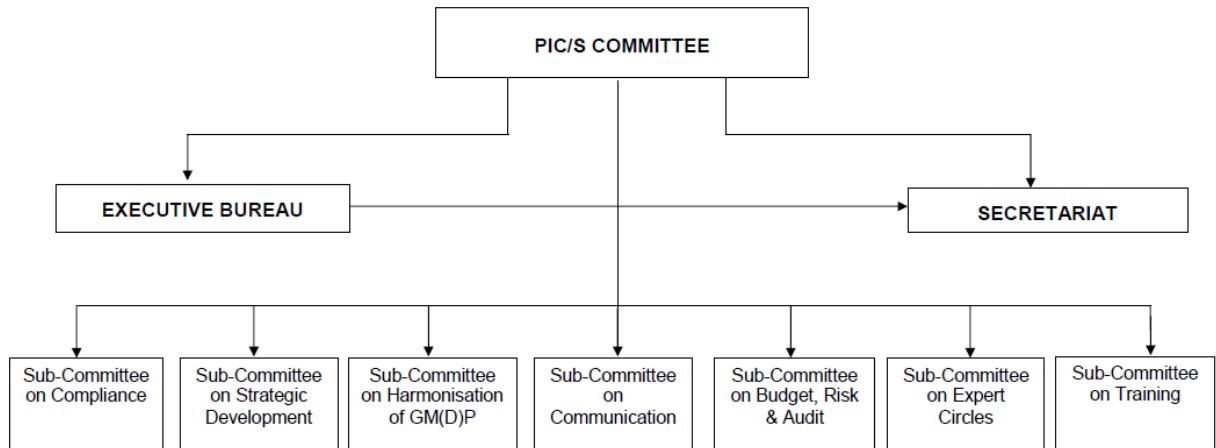 PIC/S COMMITTEE
EXECUTIVE BUREAU
SECRETARIAT
Sub-Committee
on Compliance
Sub-Committee
on Strategic
Development
Sub-Committee
on Harmonisation
of GM(D)P
Sub-Committee
on
Communication
Sub-Committee
on Budget, Risk
& Audit
Sub-Committee
on Expert
Circles
Sub-Committee
on Training